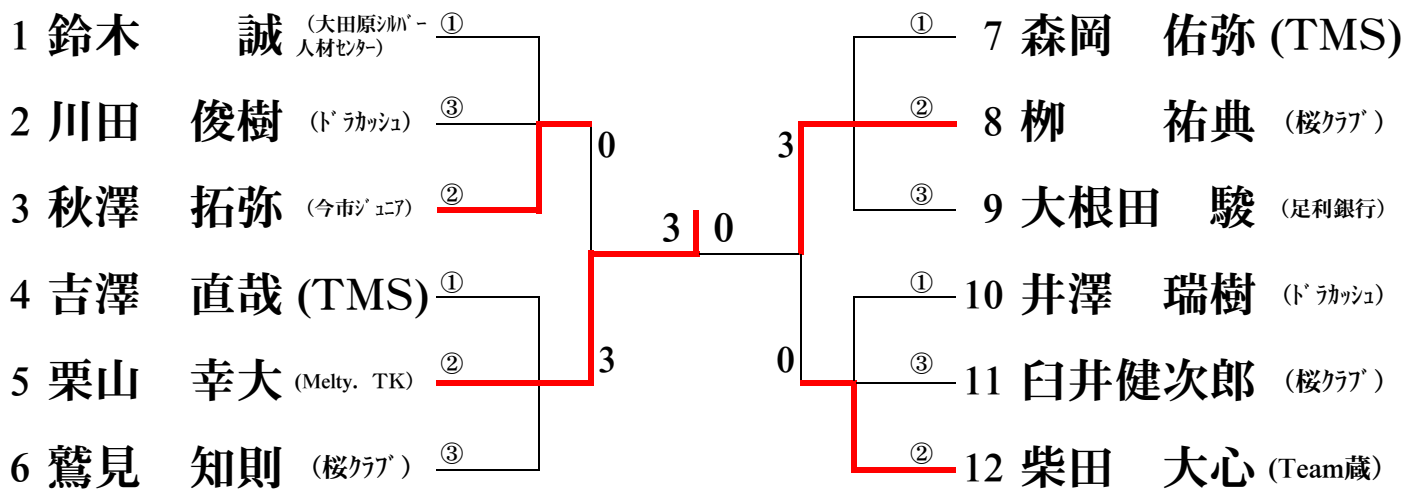 1 鈴木　誠 (大田原ｼﾙﾊﾞｰ
人材ｾﾝﾀｰ) ①
2 川田　俊樹 (ﾄﾞﾗｶｯｼｭ) ③
3 秋澤　拓弥 (今市ｼﾞｭﾆｱ) ②
4 吉澤　直哉 (TMS) ①
5 栗山　幸大 (Melty. TK) ②
6 鷲見　知則 (桜ｸﾗﾌﾞ) ③
0
3
3 0
3
0
① 7 森岡　佑弥 (TMS)
② 8 柳　祐典 (桜ｸﾗﾌﾞ)
③ 9 大根田　駿 (足利銀行)
① 10 井澤　瑞樹 (ﾄﾞﾗｶｯｼｭ)
③ 11 臼井健次郎 (桜ｸﾗﾌﾞ)
② 12 柴田　大心 (Team蔵)